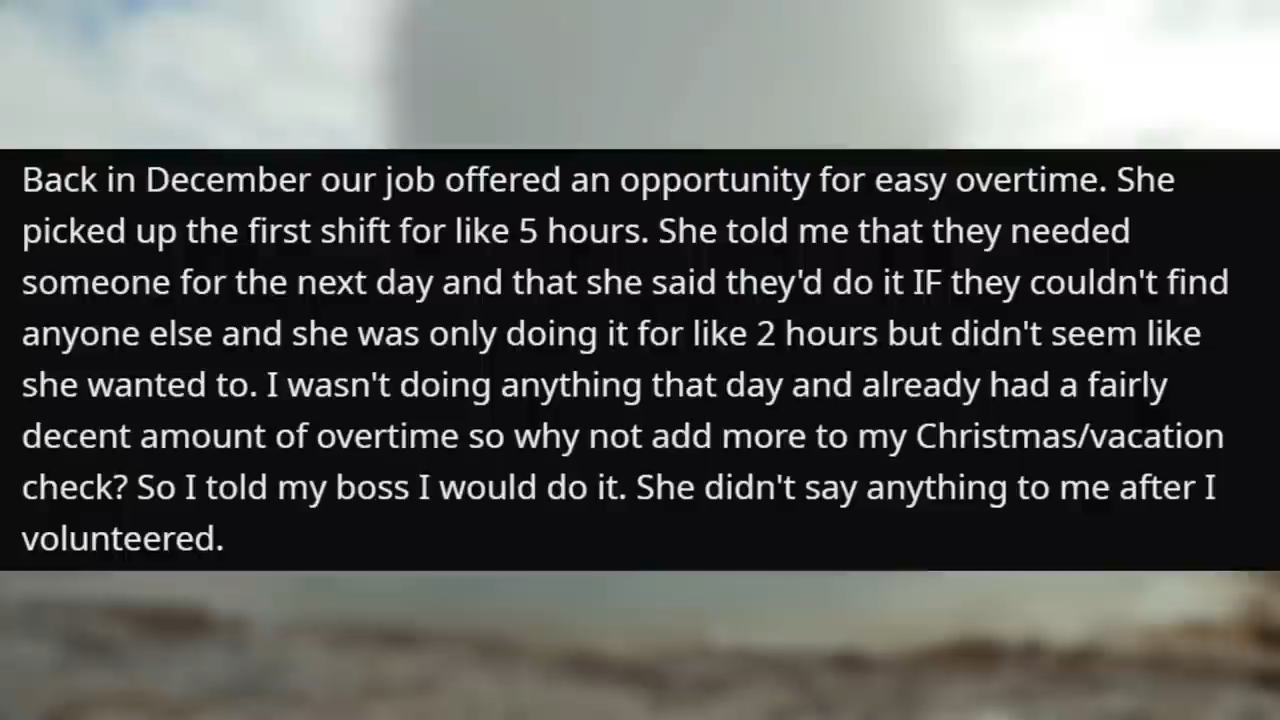 Back in December our job offered an opportunity for easy overtime. She
picked up the first shift for like 5 hours. She told me that they needed
someone for the next day and that she said they'd do it IF they couldn't find
anyone else and she was only doing it for like 2 hours but didn't seem like
she wanted to. I wasn't doing anything that day and already had a fairly
decent amount of overtime so why not add more to my Christmas/vacation
check? So I told my boss I would do it. She didn't say anything to me after I
volunteered.